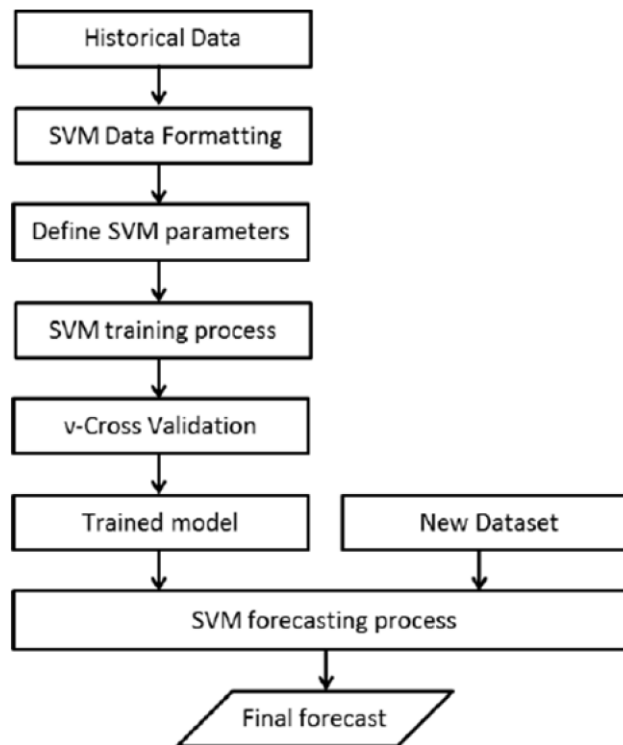 Historical Data
SVM Data Formatting
Define SVM parameters
SVM training process
v-Cross Validation
Trained model
New Dataset
SVM forecasting process
Final forecast